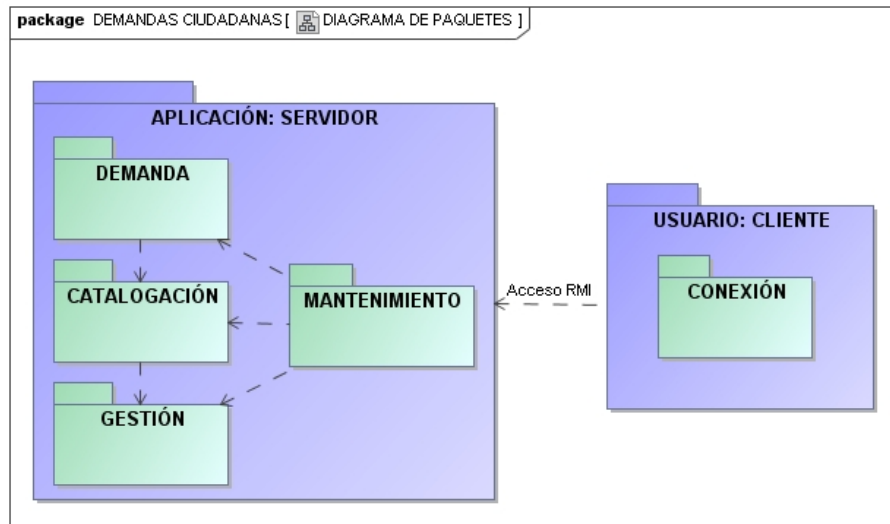 package DEMANDAS CIUDADANAS [ DIAGRAMA DE PAQUETES ]
APLICACIÓN: SERVIDOR
DEMANDA
CATALOGACIÓN
MANTENIMIENTO
GESTIÓN
Acceso RMI
USUARIO: CLIENTE
CONEXIÓN